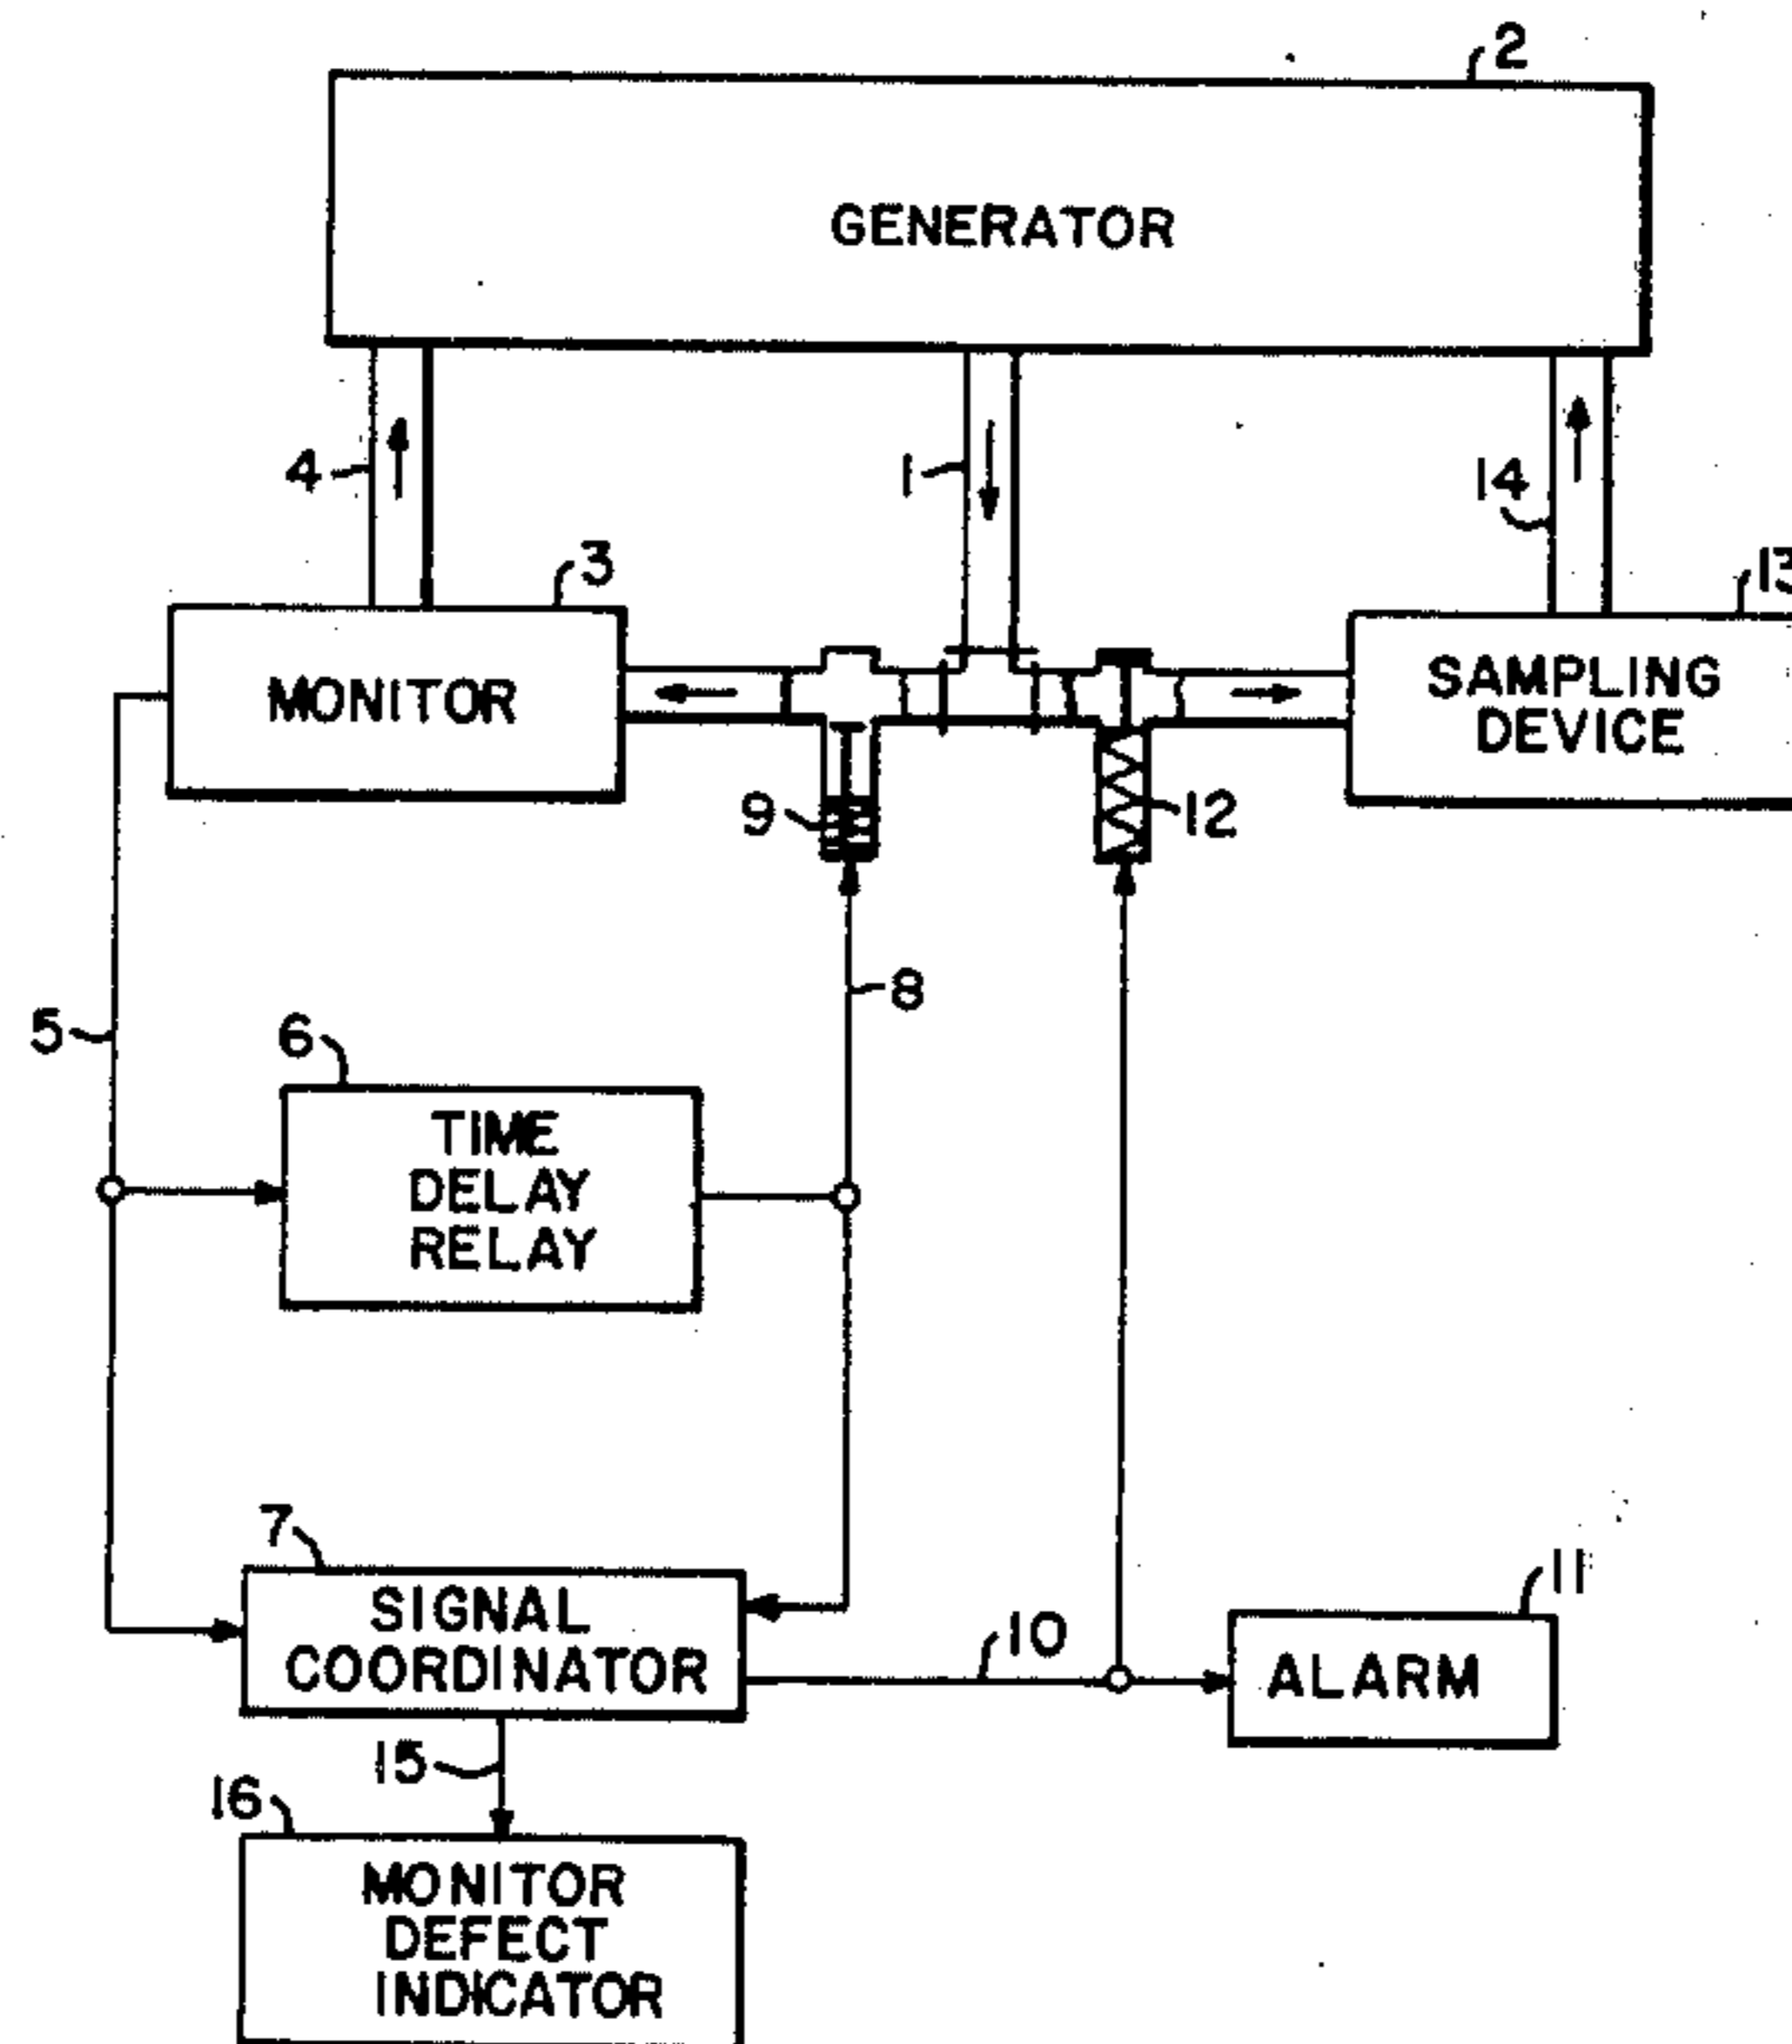 2
GENERATOR
4
1
14
3
13
MONITOR
SAMPLING
DEVICE
9
12
8
5
6
TIME
DELAY
RELAY
7
SIGNAL
COORDINATOR
10
11
ALARM
15
16
MONITOR
DEFECT
INDICATOR